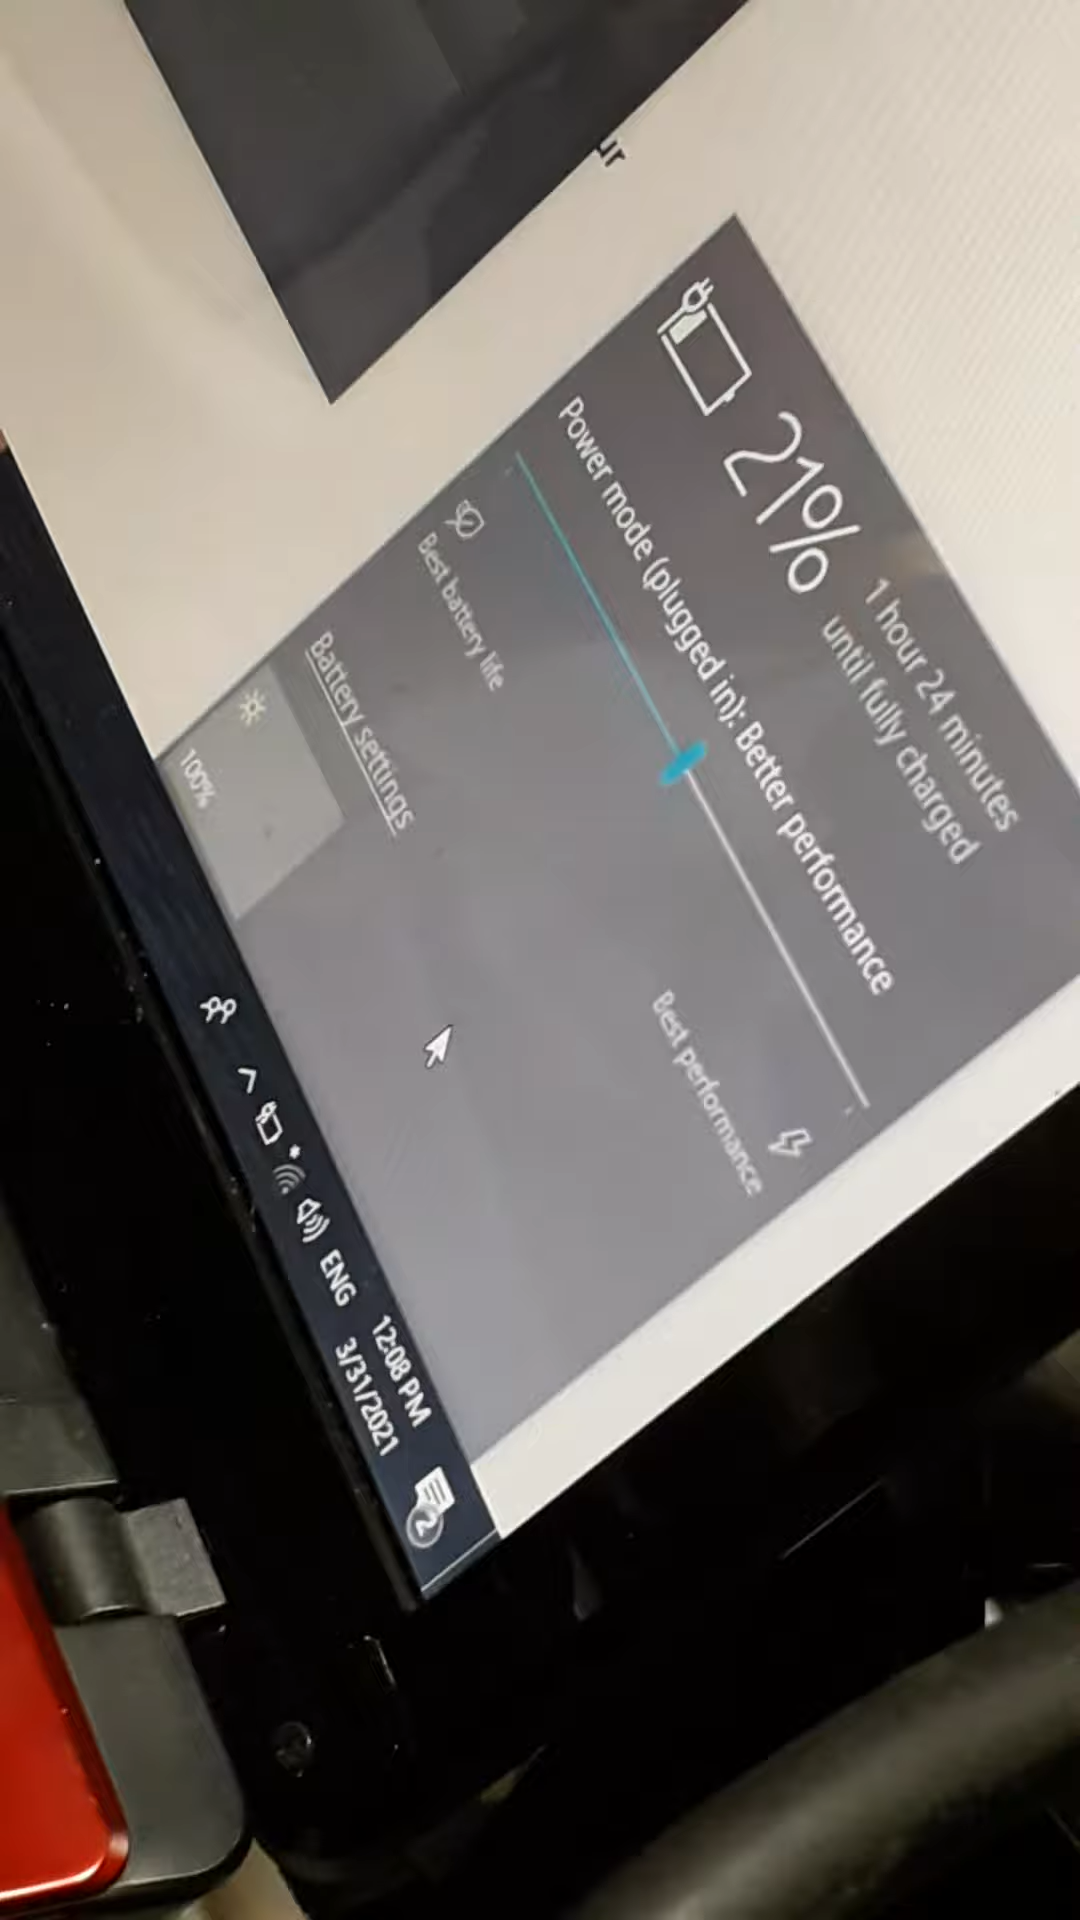 21%
1 hour 24 minutes
until fully charged
Power mode (plugged in): Better performance
Best battery life
Best performance
Battery settings
100%
ENG
12:08 PM
3/31/2021
2